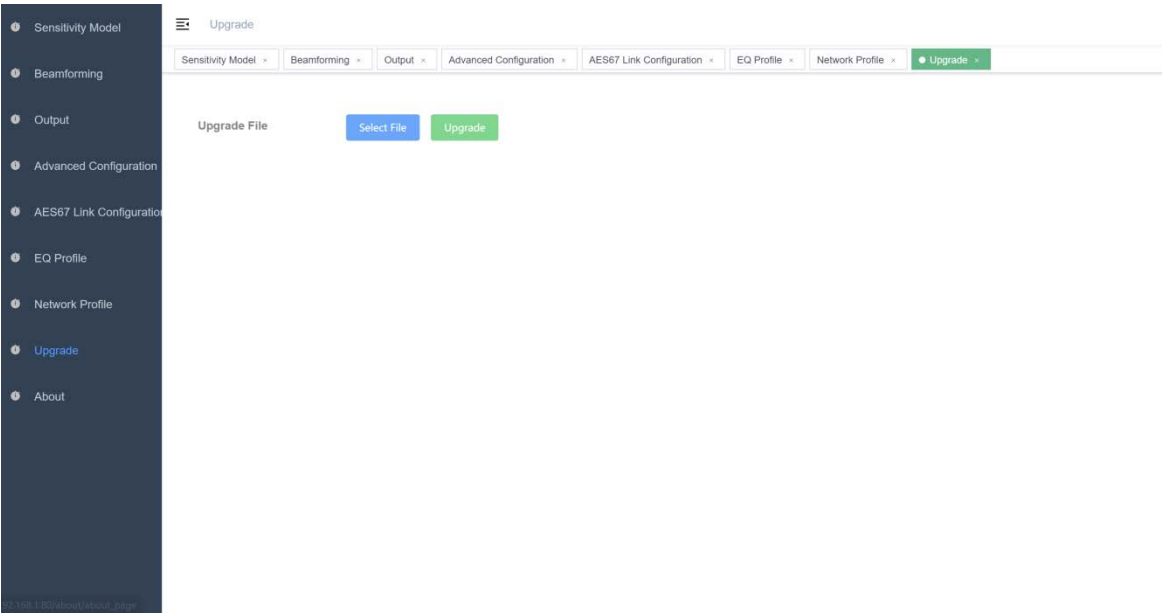 Upgrade
Sensitivity Model ×
Beamforming ×
Output ×
Advanced Configuration ×
AES67 Link Configuration ×
EQ Profile ×
Network Profile ×
Upgrade ×
Sensitivity Model
Beamforming
Output
Advanced Configuration
AES67 Link Configuration
EQ Profile
Network Profile
Upgrade
About
Upgrade File
Select File
Upgrade